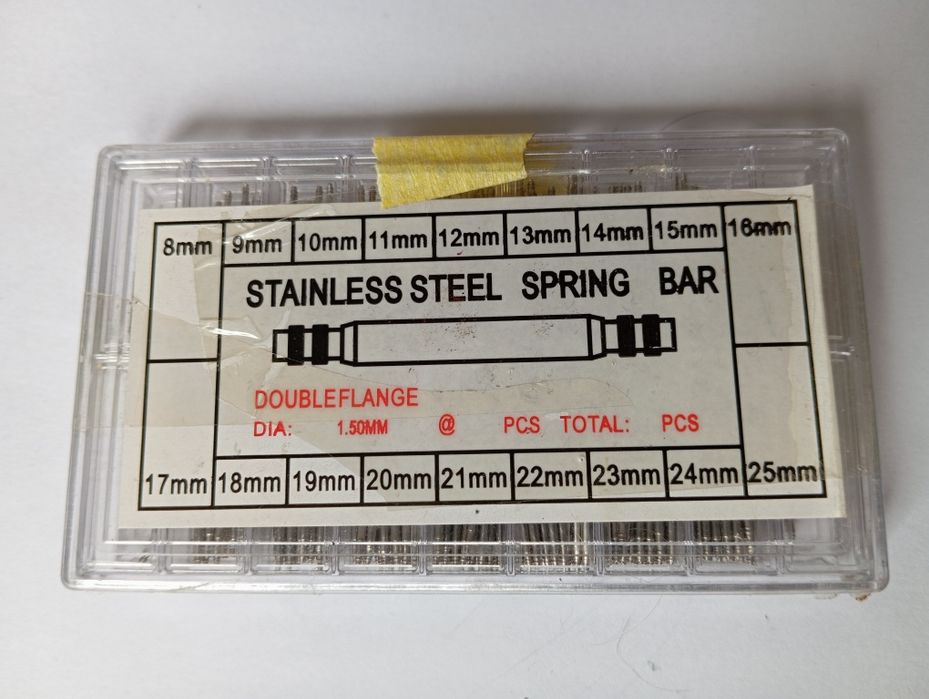 8mm 9mm 10mm 11mm 12mm 13mm 14mm 15mm 16mm
STAINLESS STEEL SPRING BAR
DOUBLEFLANGE
DIA: 1.50MM @ PCS TOTAL: PCS
17mm 18mm 19mm 20mm 21mm 22mm 23mm 24mm 25mm